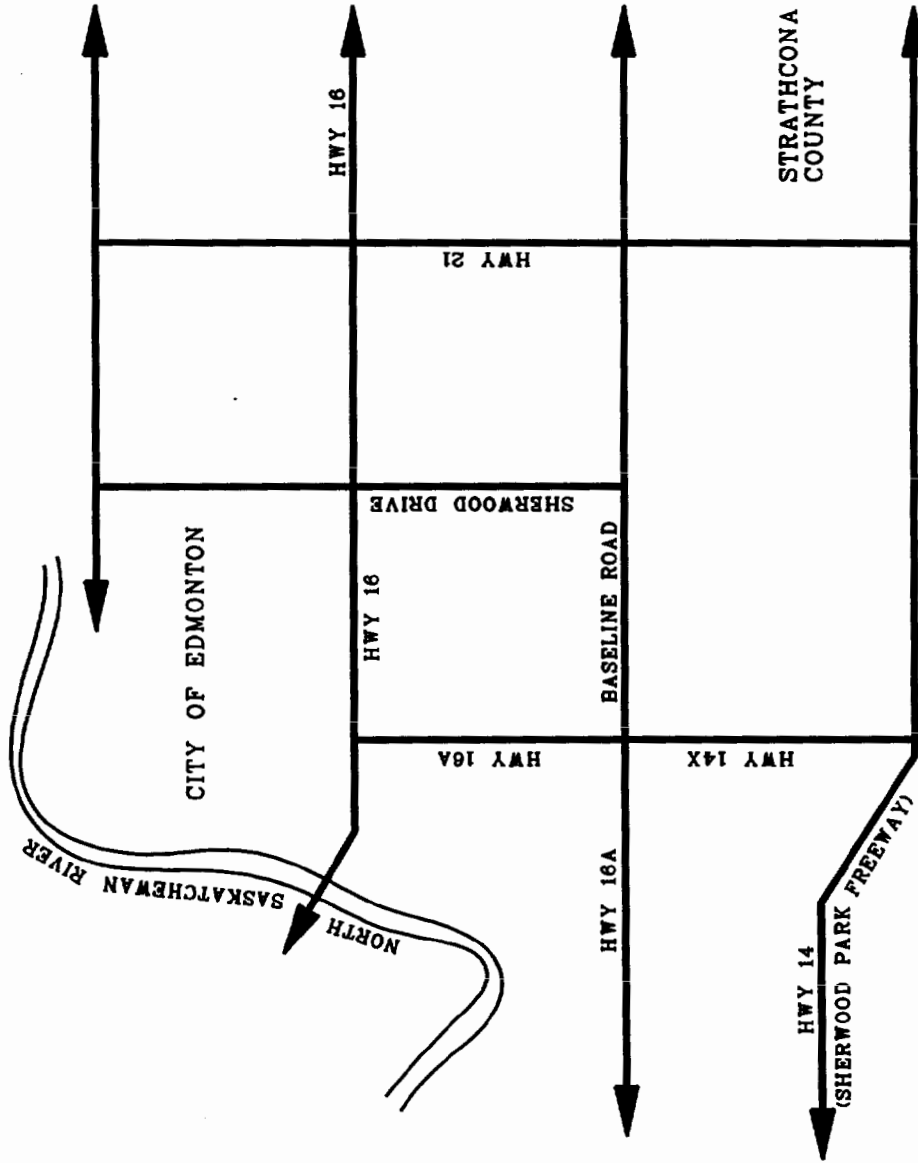 NORTH SASKATCHEWAN RIVER
CITY OF EDMONTON
HWY 16
HWY 16
SHERWOOD DRIVE
HWY 21
HWY 16A
HWY 16A
BASELINE ROAD
HWY 14X
HWY 14
(SHERWOOD PARK FREEWAY)
STRATHCONA
COUNTY